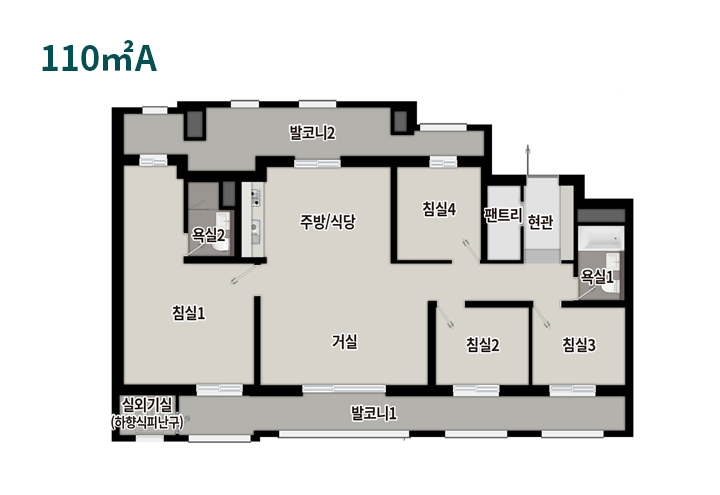 110㎡A
발코니2
침실4
팬트리
현관
주방/식당
욕실2
욕실1
침실1
거실
침실2
침실3
실외기실
(하향식피난구)
발코니1